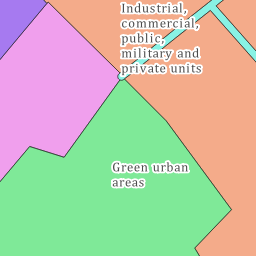 Industrial,
commercial,
public,
military and
private units
Green urban
areas